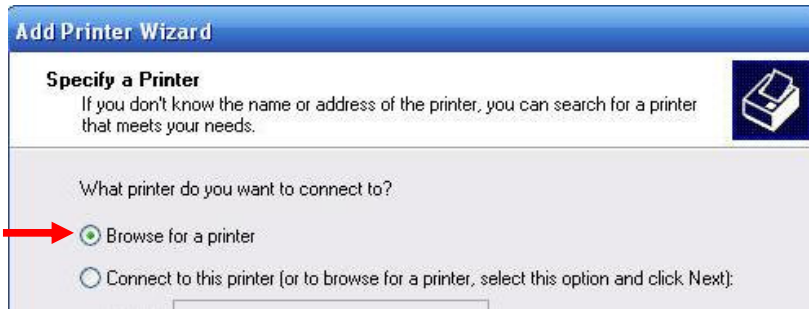 Add Printer Wizard
Specify a Printer
If you don't know the name or address of the printer, you can search for a printer
that meets your needs.
What printer do you want to connect to?
Browse for a printer
Connect to this printer (or to browse for a printer, select this option and click Next):